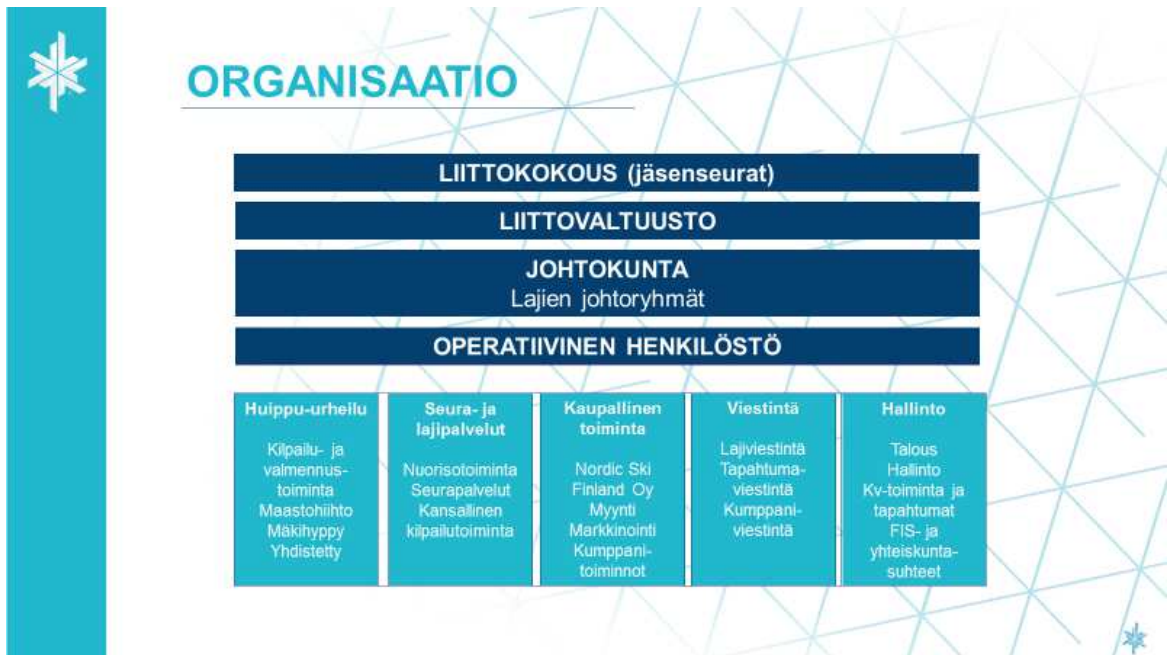 ORGANISAATIO
LIITTOKOKOUS (jäsenseurat)
LIITTOVALTUUSTO
JOHTOKUNTA
Lajien johtoryhmät
OPERATIIVINEN HENKILÖSTÖ
Huippu-urheilu
Kilpailu- ja
valmennus-
toiminta
Maastohiihto
Mäkihyppy
Yhdistetty
Seura- ja
lajipalvelut
Nuorisotoiminta
Seurapalvelut
Kansallinen
kilpailutoiminta
Kaupallinen
toiminta
Nordic Ski
Finland Oy
Myynti
Markkinointi
Kumppani-
toiminnot
Viestintä
Lajiviestintä
Tapahtuma-
viestintä
Kumppani-
viestintä
Hallinto
Talous
Hallinto
Kv-toiminta ja
tapahtumat
FIS- ja
yhteiskunta-
suhteet